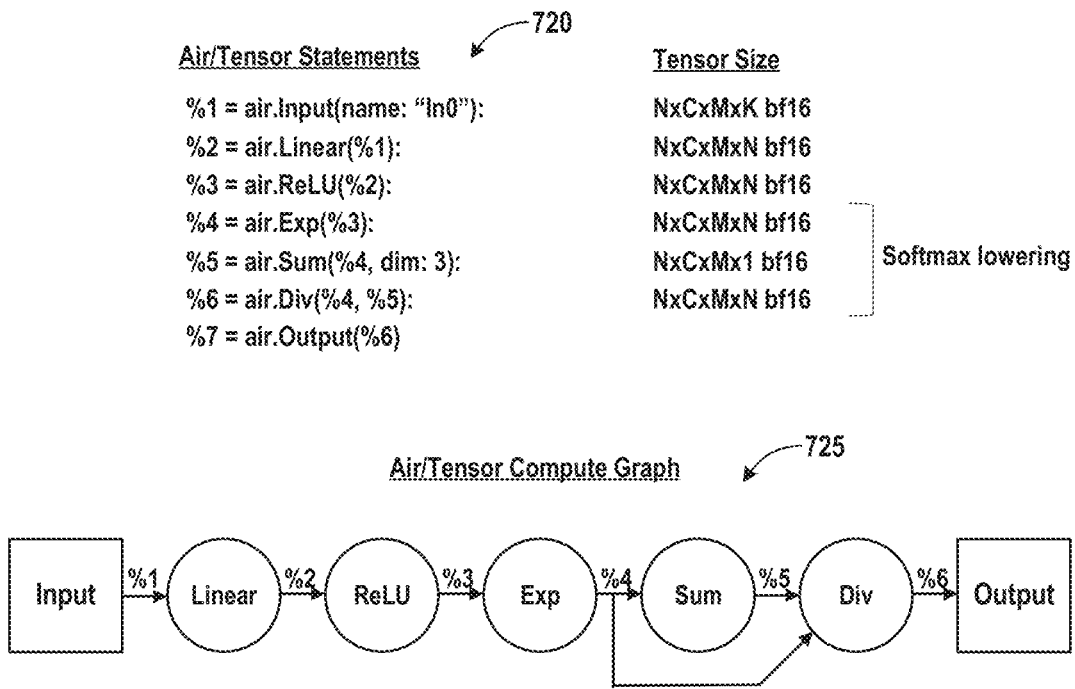 720
Air/Tensor Statements Tensor Size
%1 = air.Input(name: “In0”): NxCxMxK bf16
%2 = air.Linear(%1): NxCxMxN bf16
%3 = air.ReLU(%2): NxCxMxN bf16
%4 = air.Exp(%3): NxCxMxN bf16
%5 = air.Sum(%4, dim: 3): NxCxMx1 bf16 Softmax lowering
%6 = air.Div(%4, %5): NxCxMxN bf16
%7 = air.Output(%6)
725
Air/Tensor Compute Graph
Input %1 Linear %2 ReLU %3 Exp %4 Sum %5 Div %6 Output